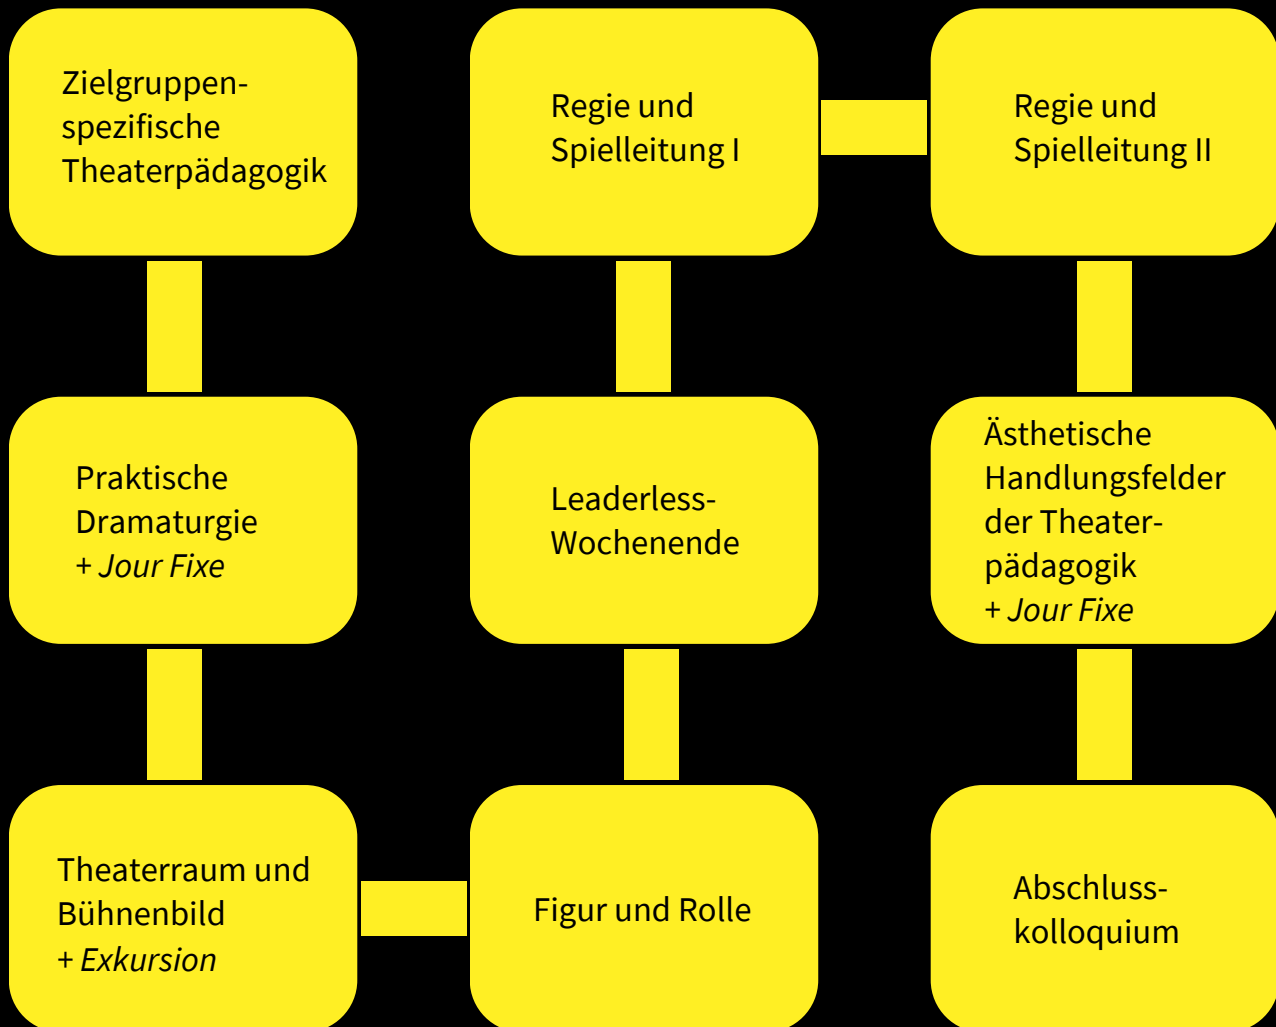 Zielgruppen-
spezifische
Theaterpädagogik
Praktische
Dramaturgie
+ Jour Fixe
Theaterraum und
Bühnenbild
+ Exkursion
Figur und Rolle
Leaderless-
Wochenende
Regie und
Spielleitung I
Regie und
Spielleitung II
Ästhetische
Handlungsfelder
der Theater-
pädagogik
+ Jour Fixe
Abschluss-
kolloquium